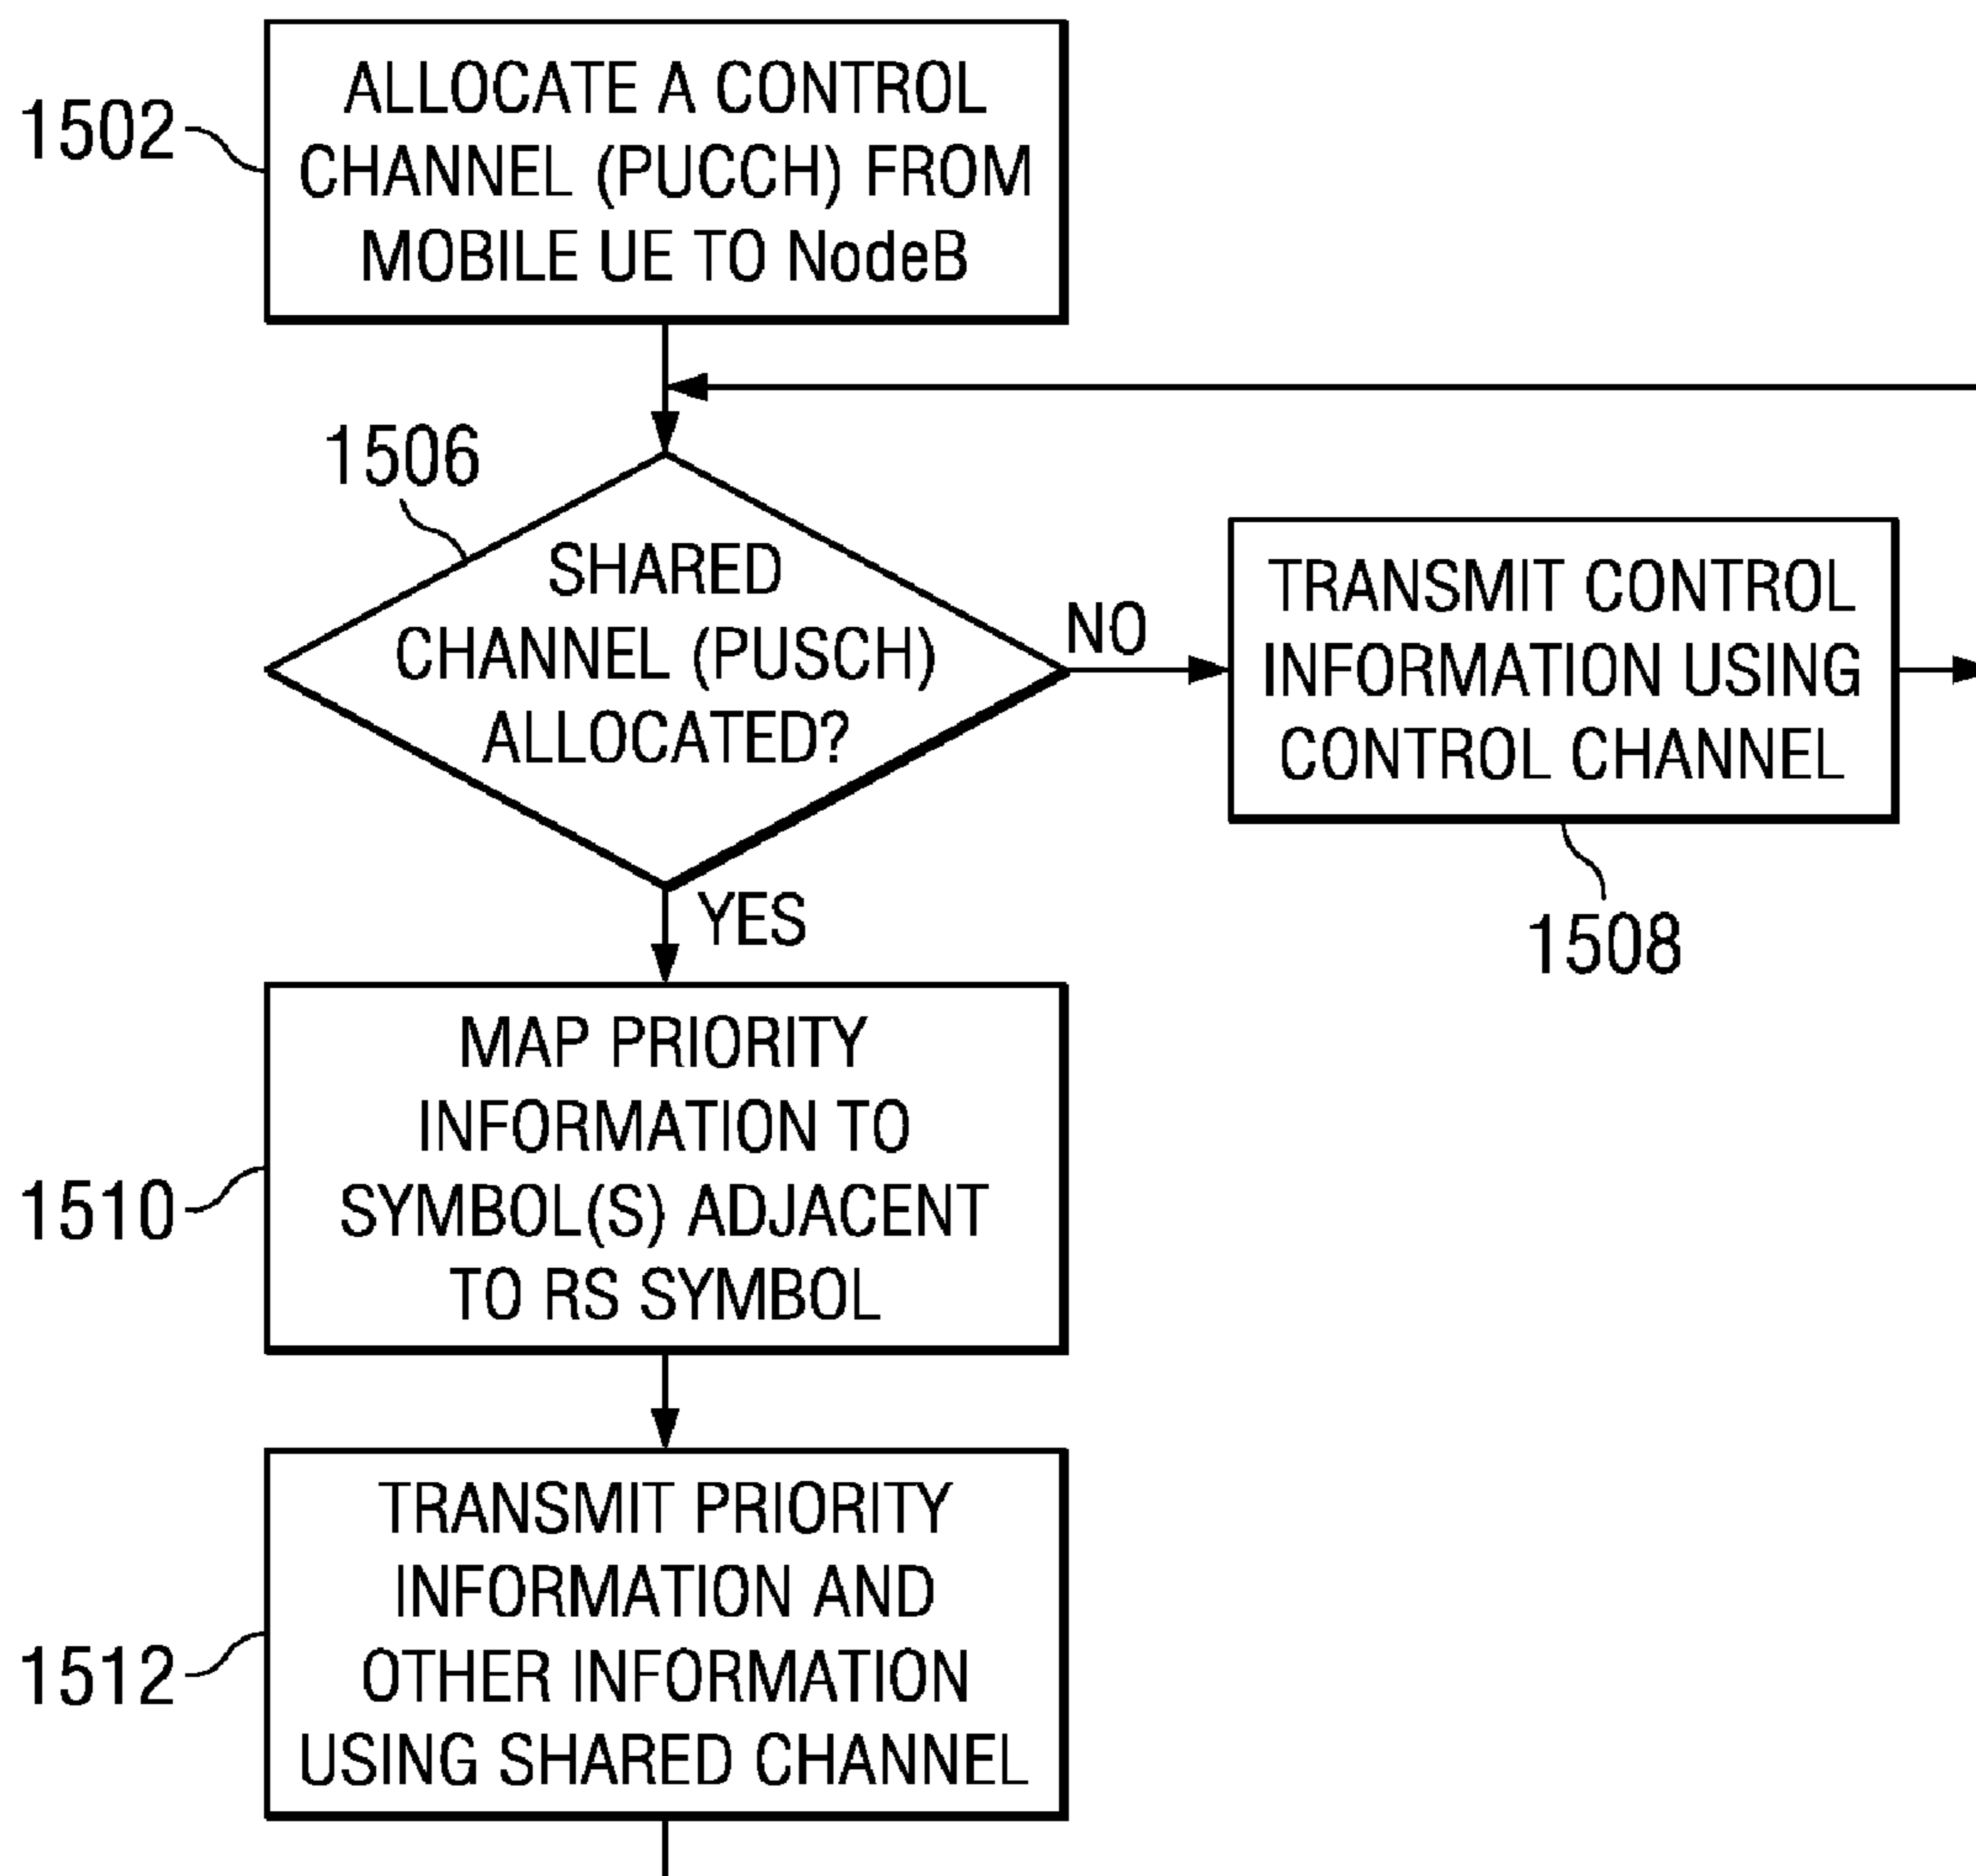 1502
ALLOCATE A CONTROL
CHANNEL (PUCCH) FROM
MOBILE UE TO NodeB
1506
SHARED
CHANNEL (PUSCH)
ALLOCATED?
NO
TRANSMIT CONTROL
INFORMATION USING
CONTROL CHANNEL
1508
YES
1510
MAP PRIORITY
INFORMATION TO
SYMBOL(S) ADJACENT
TO RS SYMBOL
1512
TRANSMIT PRIORITY
INFORMATION AND
OTHER INFORMATION
USING SHARED CHANNEL